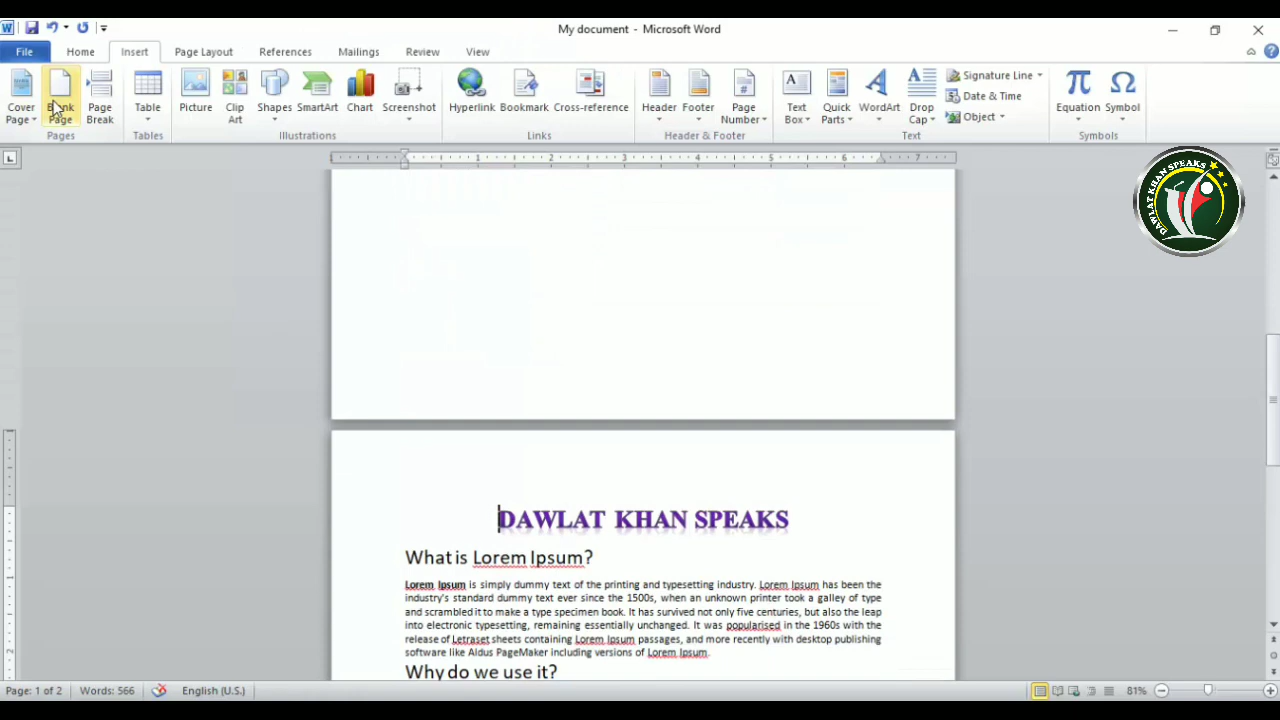 My document - Microsoft Word
File Home Insert Page Layout References Mailings Review View
Cover Page
Blank Page
Page Break
Table
Picture
Clip Art
Shapes
SmartArt
Chart
Screenshot
Hyperlink
Bookmark
Cross-reference
Header
Footer
Page Number
Text Box
Quick Parts
WordArt
Drop Cap
Signature Line
Date & Time
Object
Equation
Symbol
Pages Tables Illustrations Links Header & Footer Text Symbols
1 2 3 4 5 6 7
DAWLAT KHAN SPEAKS
DAWLAT KHAN SPEAKS
What is Lorem Ipsum?
Lorem Ipsum is simply dummy text of the printing and typesetting industry. Lorem Ipsum has been the
industry's standard dummy text ever since the 1500s, when an unknown printer took a galley of type
and scrambled it to make a type specimen book. It has survived not only five centuries, but also the leap
into electronic typesetting, remaining essentially unchanged. It was popularised in the 1960s with the
release of Letraset sheets containing Lorem Ipsum passages, and more recently with desktop publishing
software like Aldus PageMaker including versions of Lorem Ipsum.
Why do we use it?
Page: 1 of 2 Words: 566 English (U.S.) 81%